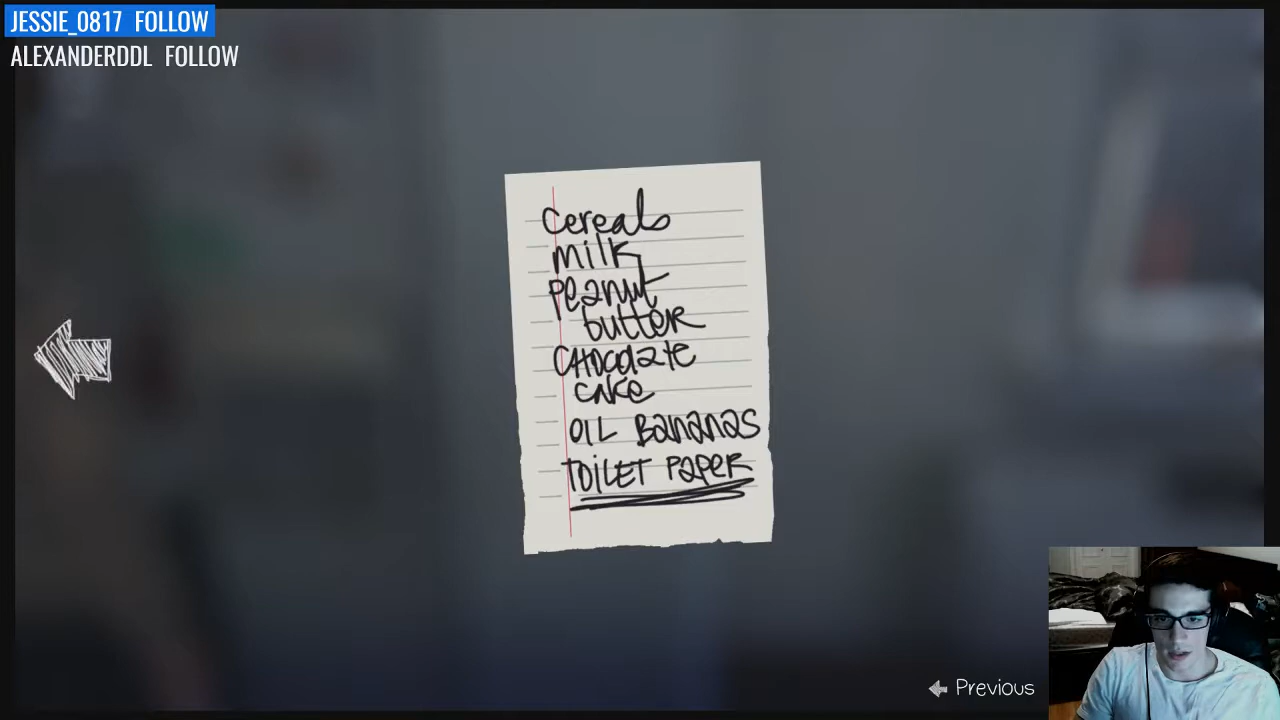 JESSIE_0817 FOLLOW
ALEXANDERDDL FOLLOW
cereals
milk
peanut
butter
CHocolate
cake
OIL Bananas
TOILET PAPER
Previous